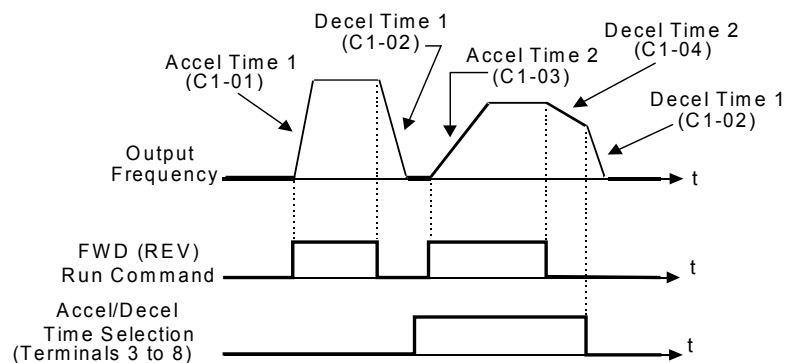 Accel Time 1
(C1-01)
Decel Time 1
(C1-02)
Accel Time 2
(C1-03)
Decel Time 2
(C1-04)
Decel Time 1
(C1-02)
Output
Frequency
t
FWD (REV)
Run Command
t
Accel/Decel
Time Selection
(Terminals 3 to 8)
t